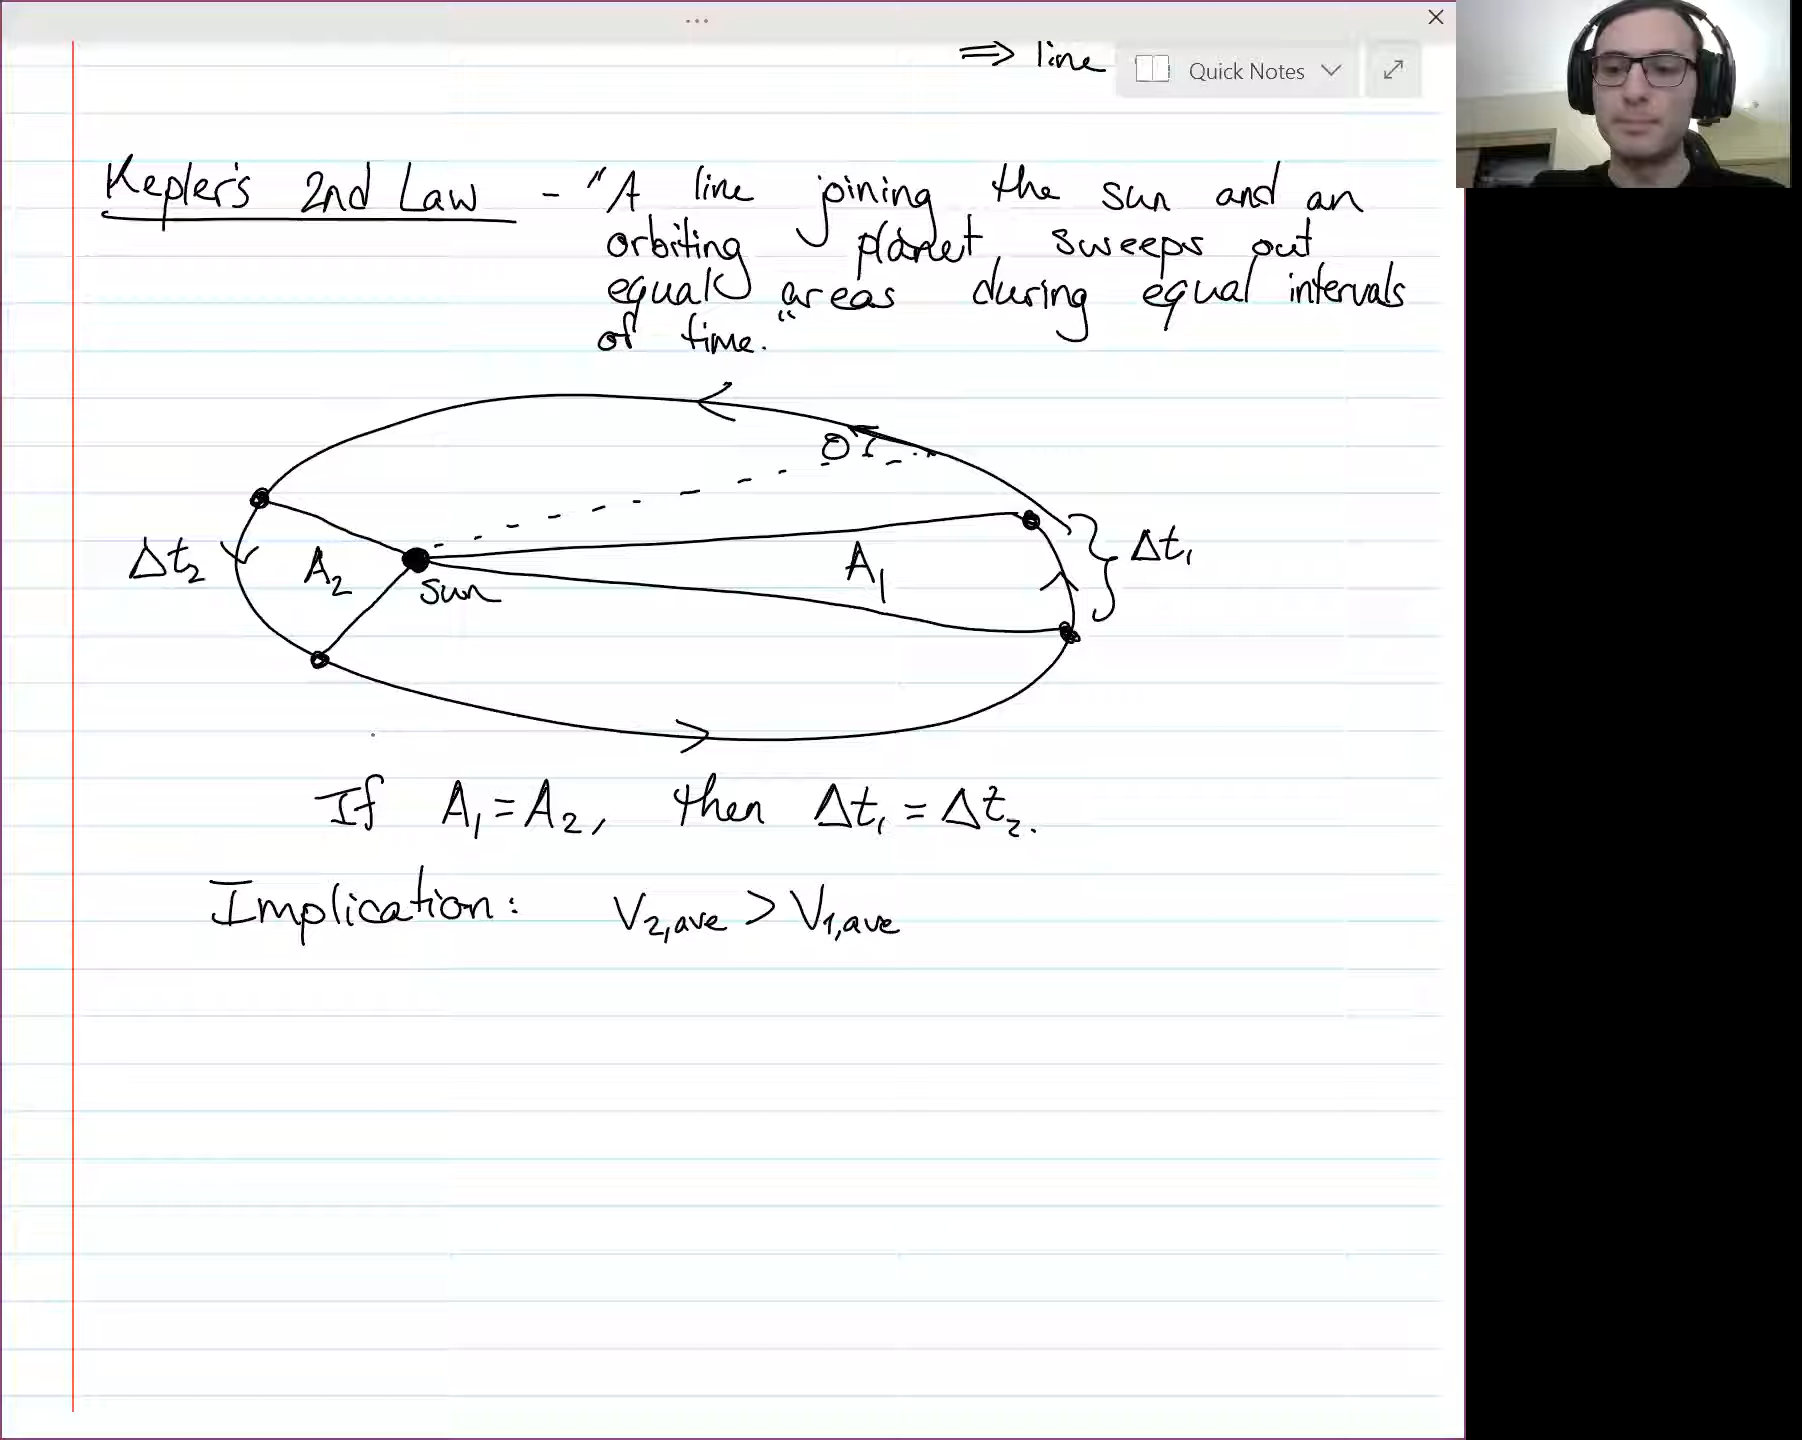 ⇒ line
Quick Notes
Kepler's 2nd Law - "A line joining the sun and an
orbiting planet sweeps out
equal areas during equal intervals
of time."
θ
Δt₂
A₂
sun
A₁
Δt₁
If A₁ = A₂, then Δt₁ = Δt₂.
Implication: V₂,ave > V₁,ave